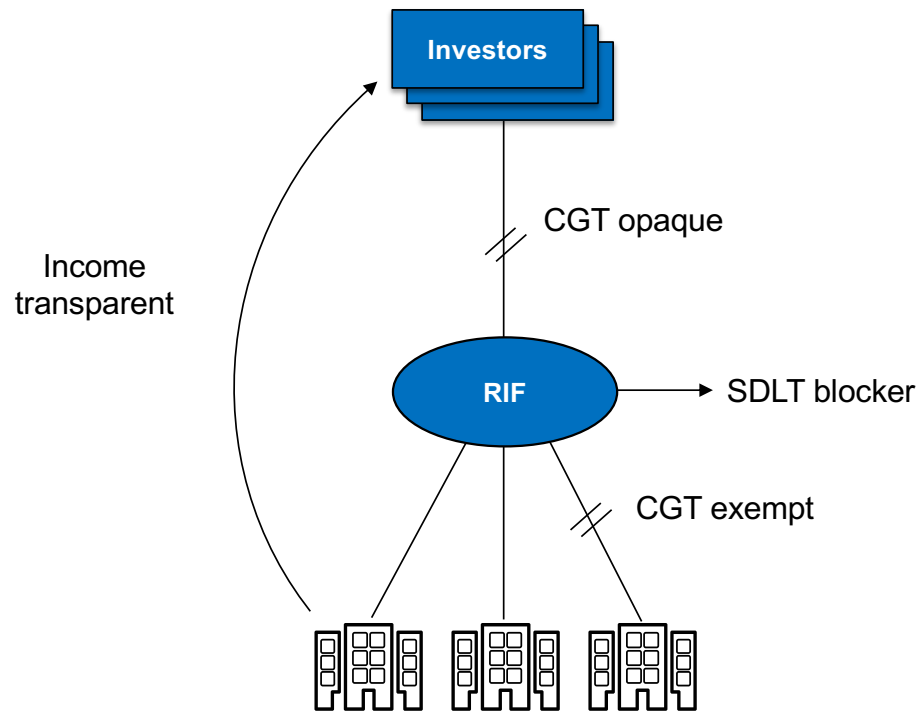 Investors
CGT opaque
Income
transparent
RIF
SDLT blocker
CGT exempt